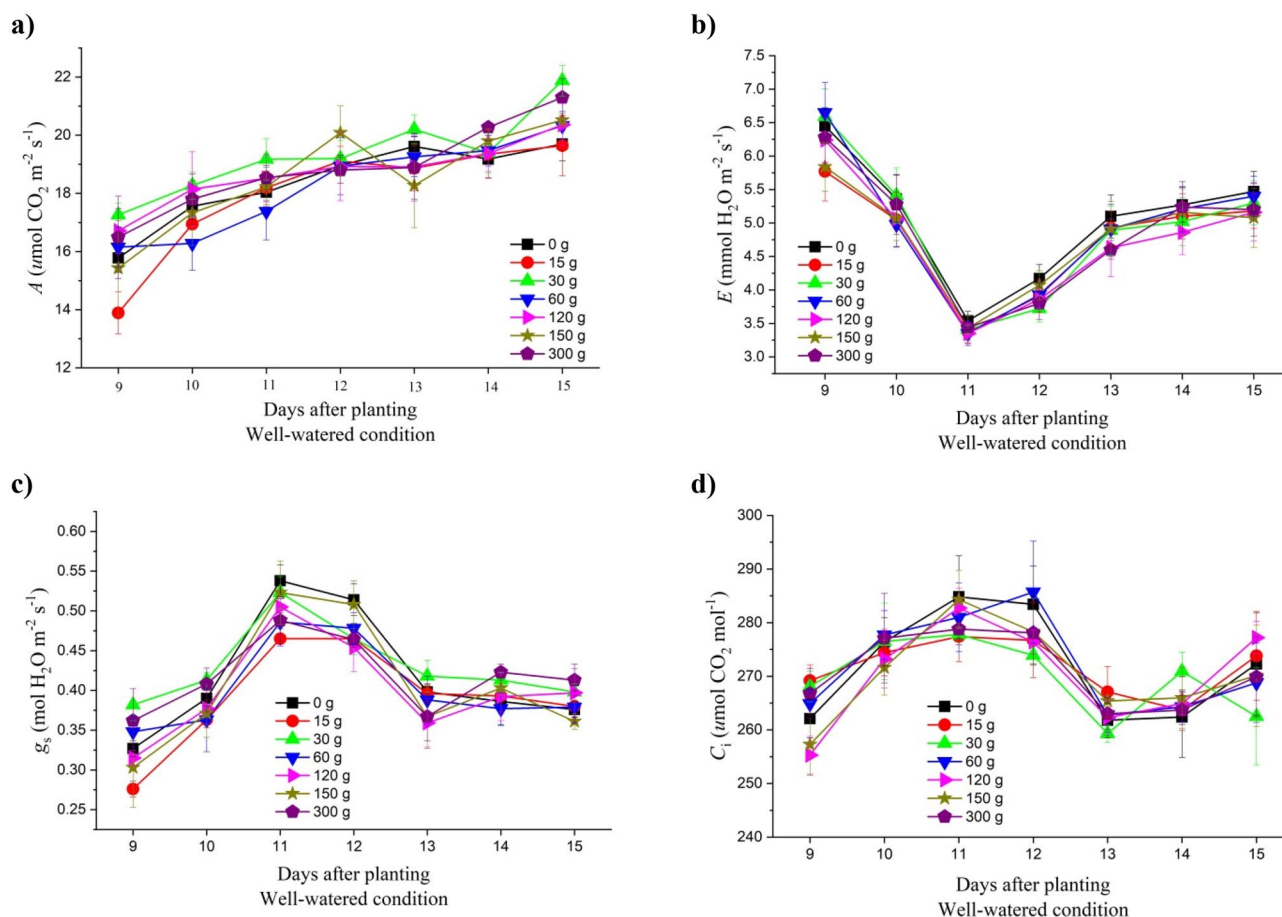 a)
A (umol CO₂ m⁻² s⁻¹)
22
20
18
16
14
12
0 g
15 g
30 g
60 g
120 g
150 g
300 g
9 10 11 12 13 14 15
Days after planting
Well-watered condition
b)
E (mmol H₂O m⁻² s⁻¹)
7.5
7.0
6.5
6.0
5.5
5.0
4.5
4.0
3.5
3.0
0 g
15 g
30 g
60 g
120 g
150 g
300 g
9 10 11 12 13 14 15
Days after planting
Well-watered condition
c)
gs (mol H₂O m⁻² s⁻¹)
0.60
0.55
0.50
0.45
0.40
0.35
0.30
0.25
0 g
15 g
30 g
60 g
120 g
150 g
300 g
9 10 11 12 13 14 15
Days after planting
Well-watered condition
d)
Ci (umol CO₂ mol⁻¹)
300
290
280
270
260
250
240
0 g
15 g
30 g
60 g
120 g
150 g
300 g
9 10 11 12 13 14 15
Days after planting
Well-watered condition